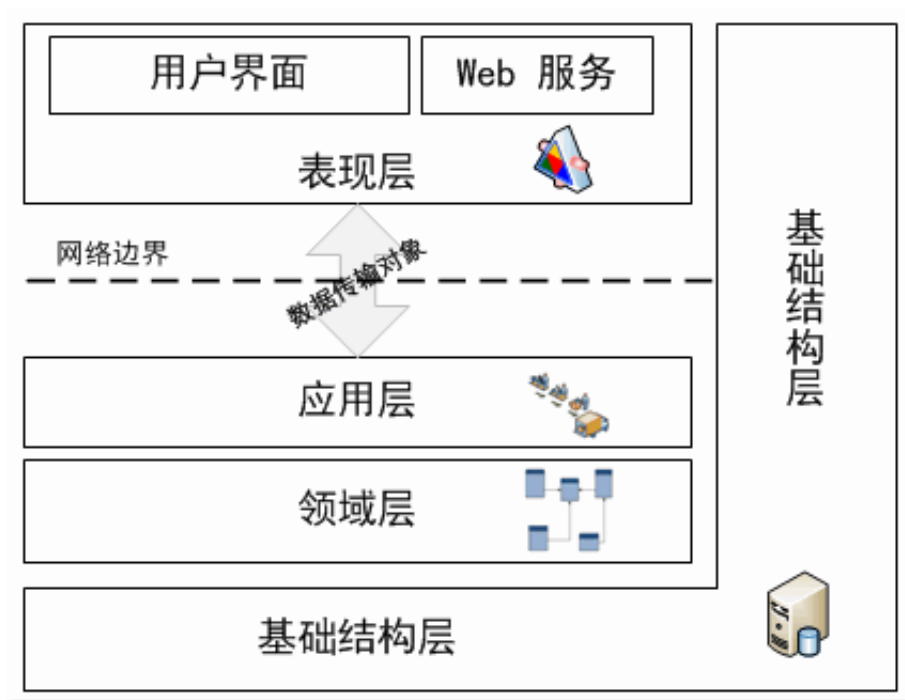 用户界面
Web 服务
表现层
网络边界
数据传输对象
应用层
领域层
基础结构层
基础结构层